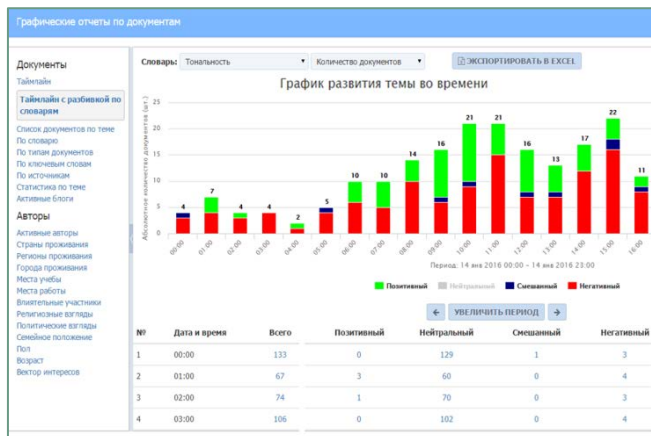 Графические отчеты по документам
Документы
Таймлайн
Таймлайн с разбивкой по
словарям
Список документов по теме
По словарю
По типам документов
По ключевым словам
По источникам
Статистика по теме
Активные блоги
Авторы
Активные авторы
Страны проживания
Регионы проживания
Города проживания
Места учебы
Места работы
Влиятельные участники
Религиозные взгляды
Политические взгляды
Семейное положение
Пол
Возраст
Вектор интересов
Словарь: Тональность Количество документов ЭКСПОРТИРОВАТЬ В EXCEL
График развития темы во времени
Абсолютное количество документов (шт.)
25
20
15
10
5
0
4 7 4 4 2 5 10 10 14 16 21 21 16 13 17 22 11
00:00 01:00 02:00 03:00 04:00 05:00 06:00 07:00 08:00 09:00 10:00 11:00 12:00 13:00 14:00 15:00 16:00
Период: 14 янв 2016 00:00 – 14 янв 2016 23:00
Позитивный Нейтральный Смешанный Негативный
← УВЕЛИЧИТЬ ПЕРИОД →
№ Дата и время Всего Позитивный Нейтральный Смешанный Негативный
1 00:00 133 0 129 1 3
2 01:00 67 3 60 0 4
3 02:00 74 1 70 0 3
4 03:00 106 0 102 0 4